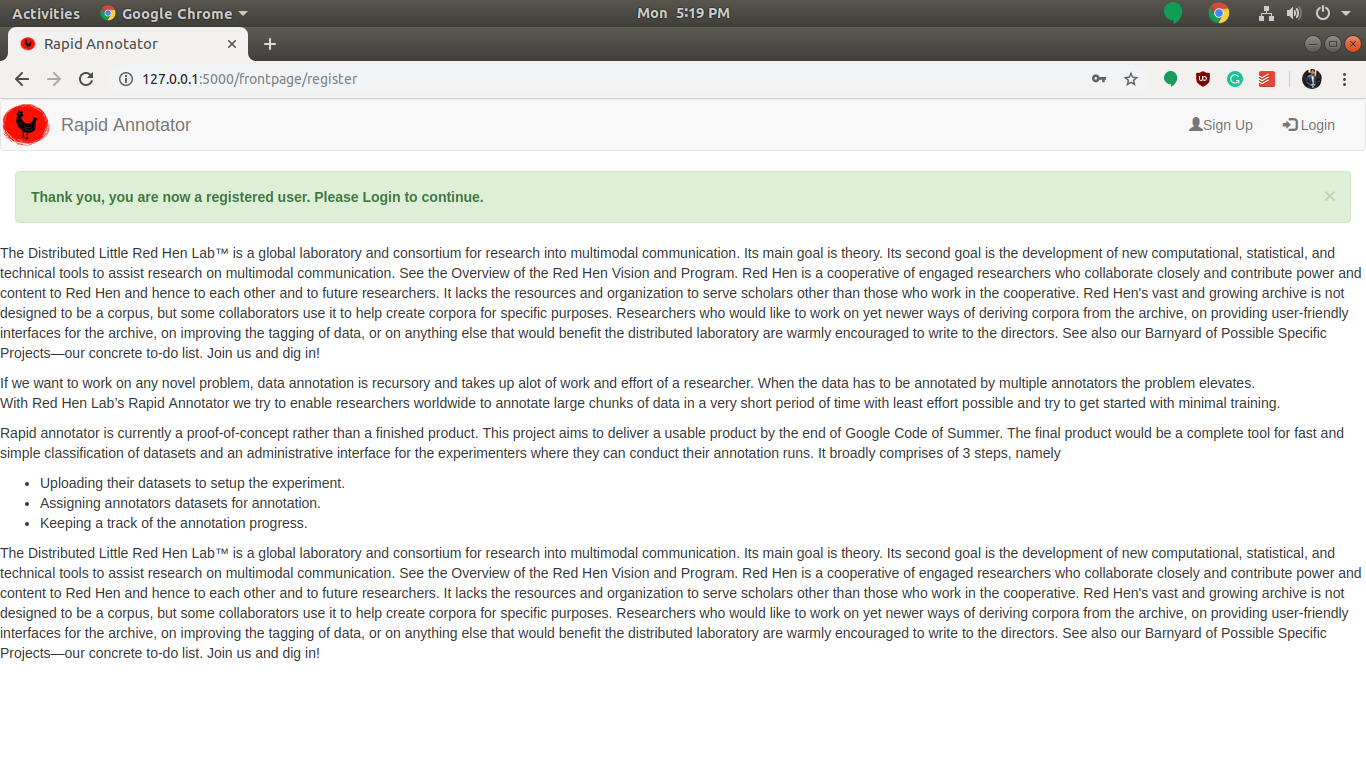 Activities Google Chrome Mon 5:19 PM
Rapid Annotator
127.0.0.1:5000/frontpage/register
Rapid Annotator Sign Up Login
Thank you, you are now a registered user. Please Login to continue. ×
The Distributed Little Red Hen Lab™ is a global laboratory and consortium for research into multimodal communication. Its main goal is theory. Its second goal is the development of new computational, statistical, and
technical tools to assist research on multimodal communication. See the Overview of the Red Hen Vision and Program. Red Hen is a cooperative of engaged researchers who collaborate closely and contribute power and
content to Red Hen and hence to each other and to future researchers. It lacks the resources and organization to serve scholars other than those who work in the cooperative. Red Hen's vast and growing archive is not
designed to be a corpus, but some collaborators use it to help create corpora for specific purposes. Researchers who would like to work on yet newer ways of deriving corpora from the archive, on providing user-friendly
interfaces for the archive, on improving the tagging of data, or on anything else that would benefit the distributed laboratory are warmly encouraged to write to the directors. See also our Barnyard of Possible Specific
Projects—our concrete to-do list. Join us and dig in!
If we want to work on any novel problem, data annotation is recursory and takes up alot of work and effort of a researcher. When the data has to be annotated by multiple annotators the problem elevates.
With Red Hen Lab’s Rapid Annotator we try to enable researchers worldwide to annotate large chunks of data in a very short period of time with least effort possible and try to get started with minimal training.
Rapid annotator is currently a proof-of-concept rather than a finished product. This project aims to deliver a usable product by the end of Google Code of Summer. The final product would be a complete tool for fast and
simple classification of datasets and an administrative interface for the experimenters where they can conduct their annotation runs. It broadly comprises of 3 steps, namely
• Uploading their datasets to setup the experiment.
• Assigning annotators datasets for annotation.
• Keeping a track of the annotation progress.
The Distributed Little Red Hen Lab™ is a global laboratory and consortium for research into multimodal communication. Its main goal is theory. Its second goal is the development of new computational, statistical, and
technical tools to assist research on multimodal communication. See the Overview of the Red Hen Vision and Program. Red Hen is a cooperative of engaged researchers who collaborate closely and contribute power and
content to Red Hen and hence to each other and to future researchers. It lacks the resources and organization to serve scholars other than those who work in the cooperative. Red Hen's vast and growing archive is not
designed to be a corpus, but some collaborators use it to help create corpora for specific purposes. Researchers who would like to work on yet newer ways of deriving corpora from the archive, on providing user-friendly
interfaces for the archive, on improving the tagging of data, or on anything else that would benefit the distributed laboratory are warmly encouraged to write to the directors. See also our Barnyard of Possible Specific
Projects—our concrete to-do list. Join us and dig in!